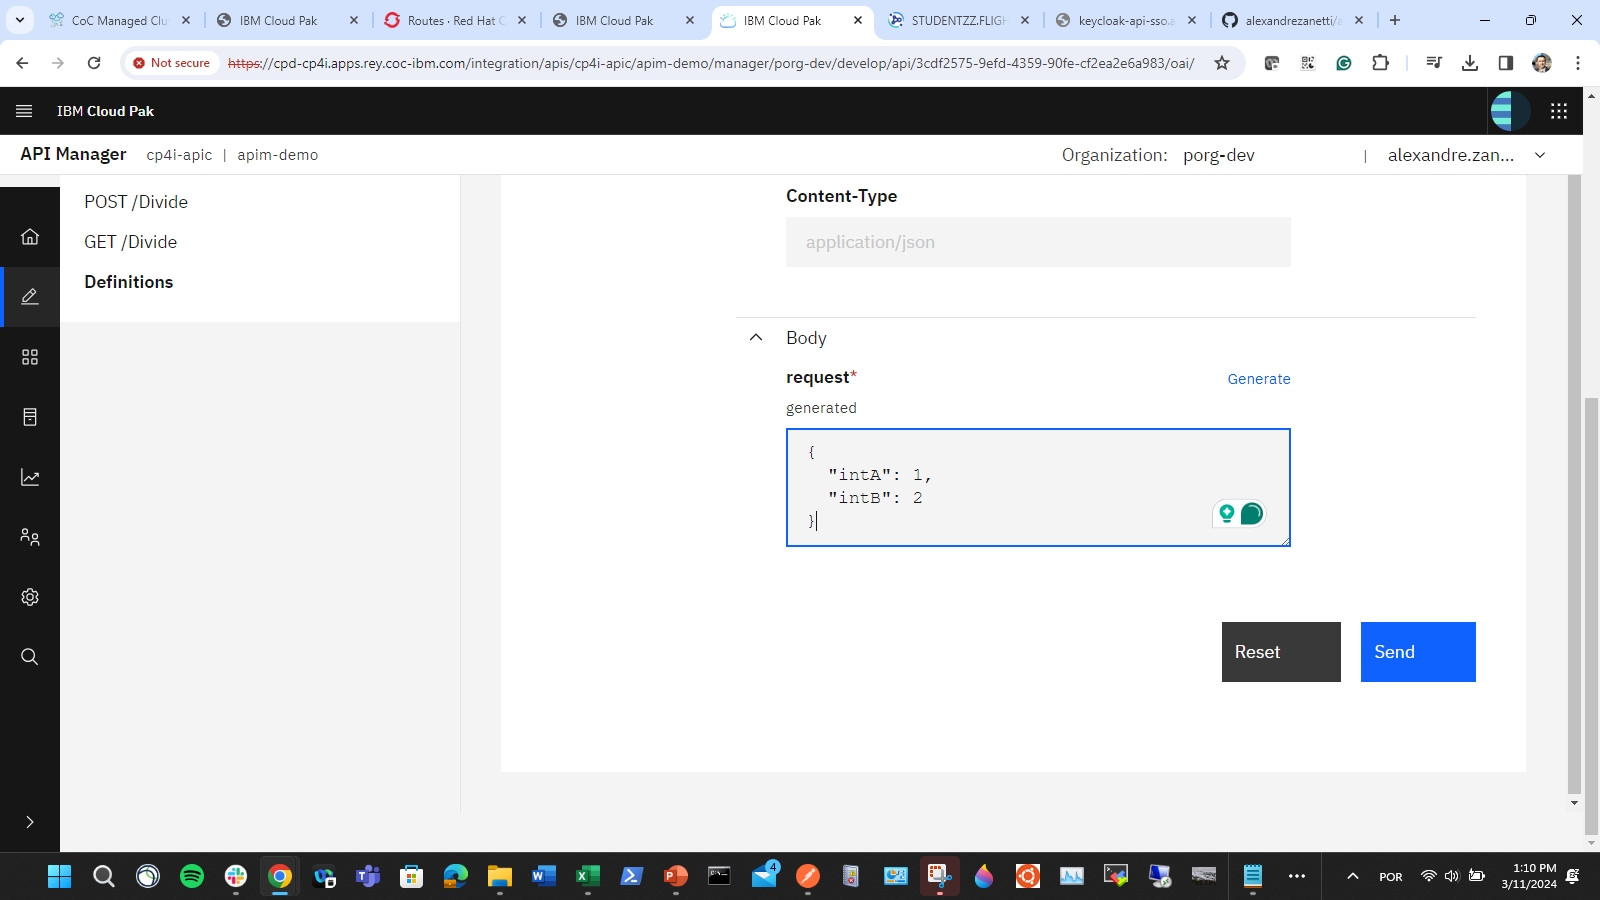 CoC Managed Clu
IBM Cloud Pak
Routes · Red Hat C
IBM Cloud Pak
IBM Cloud Pak
STUDENTZZ.FLIGH
keycloak-api-sso.a
alexandrezanetti/a
Not secure
https://cpd-cp4i.apps.rey.coc-ibm.com/integration/apis/cp4i-apic/apim-demo/manager/porg-dev/develop/api/3cdf2575-9efd-4359-90fe-cf2ea2e6a983/oai/
IBM Cloud Pak
API Manager cp4i-apic | apim-demo
Organization: porg-dev | alexandre.zan...
POST /Divide
GET /Divide
Definitions
Content-Type
application/json
Body
request*
Generate
generated
{
"intA": 1,
"intB": 2
}
Reset
Send
4
POR
1:10 PM
3/11/2024